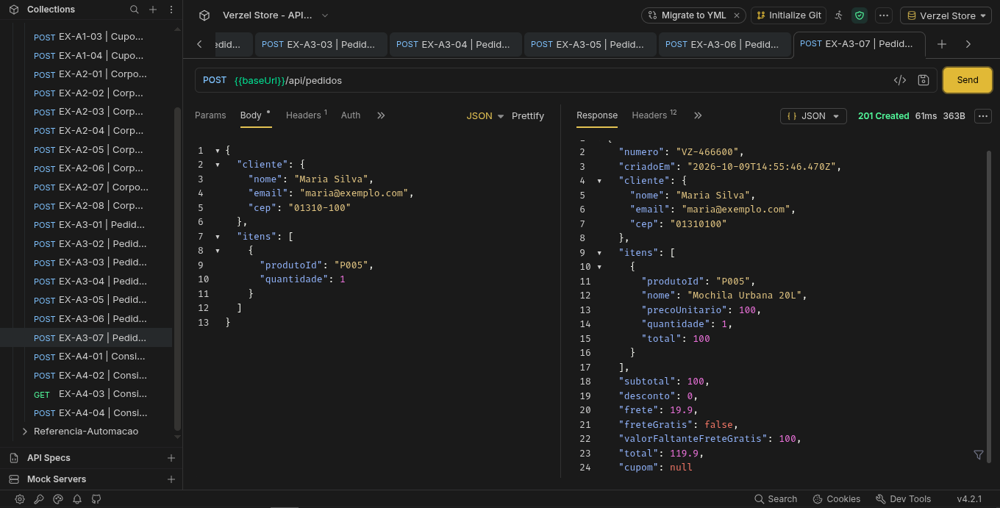 Collections
Verzel Store - API...
Migrate to YML
Initialize Git
Verzel Store
edid...
POST EX-A3-03 | Pedid...
POST EX-A3-04 | Pedid...
POST EX-A3-05 | Pedid...
POST EX-A3-06 | Pedid...
POST EX-A3-07 | Pedid...
POST EX-A1-03 | Cupo...
POST EX-A1-04 | Cupo...
POST EX-A2-01 | Corpo...
POST EX-A2-02 | Corp...
POST EX-A2-03 | Corp...
POST EX-A2-04 | Corp...
POST EX-A2-05 | Corp...
POST EX-A2-06 | Corp...
POST EX-A2-07 | Corpo...
POST EX-A2-08 | Corp...
POST EX-A3-01 | Pedid...
POST EX-A3-02 | Pedid...
POST EX-A3-03 | Pedid...
POST EX-A3-04 | Pedid...
POST EX-A3-05 | Pedid...
POST EX-A3-06 | Pedid...
POST EX-A3-07 | Pedid...
POST EX-A4-01 | Consi...
POST EX-A4-02 | Consi...
GET EX-A4-03 | Consi...
POST EX-A4-04 | Consi...
Referencia-Automacao
API Specs
Mock Servers
POST {{baseUrl}}/api/pedidos
Send
Params Body Headers 1 Auth
JSON Prettify
1 {
2 "cliente": {
3 "nome": "Maria Silva",
4 "email": "maria@exemplo.com",
5 "cep": "01310-100"
6 },
7 "itens": [
8 {
9 "produtoId": "P005",
10 "quantidade": 1
11 }
12 ]
13 }
Response Headers 12
{ } JSON
201 Created 61ms 363B
2 "numero": "VZ-466600",
3 "criadoEm": "2026-10-09T14:55:46.470Z",
4 "cliente": {
5 "nome": "Maria Silva",
6 "email": "maria@exemplo.com",
7 "cep": "01310100"
8 },
9 "itens": [
10 {
11 "produtoId": "P005",
12 "nome": "Mochila Urbana 20L",
13 "precoUnitario": 100,
14 "quantidade": 1,
15 "total": 100
16 }
17 ],
18 "subtotal": 100,
19 "desconto": 0,
20 "frete": 19.9,
21 "freteGratis": false,
22 "valorFaltanteFreteGratis": 100,
23 "total": 119.9,
24 "cupom": null
Search
Cookies
Dev Tools
v4.2.1